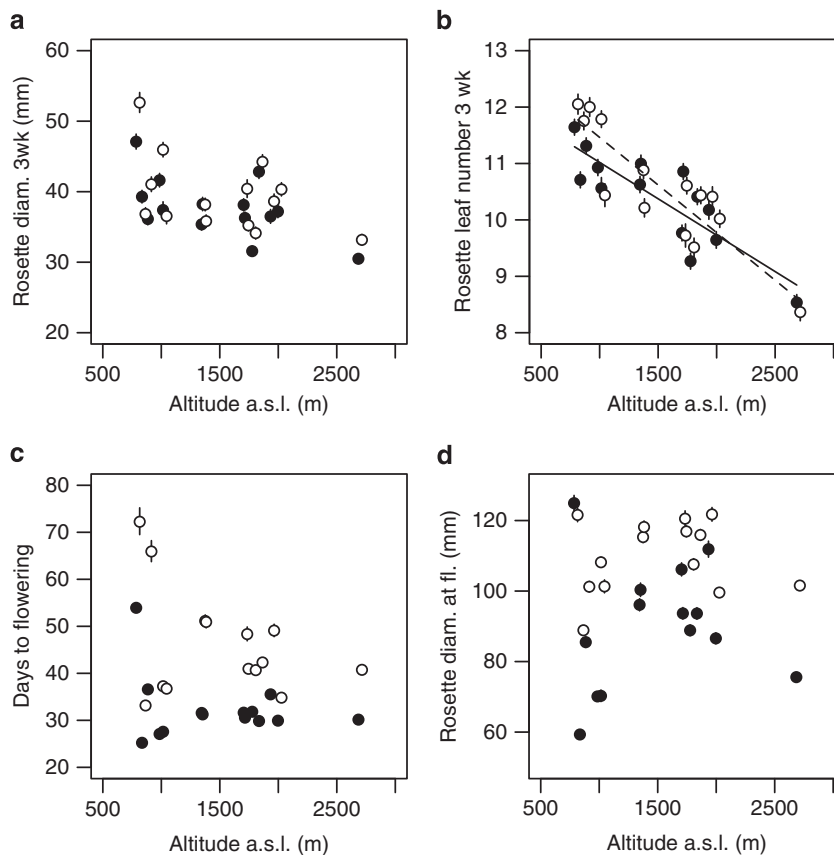 a
60
50
40
30
20
Rosette diam. 3wk (mm)
500
1500
2500
Altitude a.s.l. (m)
b
13
12
11
10
9
8
Rosette leaf number 3 wk
500
1500
2500
Altitude a.s.l. (m)
c
80
70
60
50
40
30
20
Days to flowering
500
1500
2500
Altitude a.s.l. (m)
d
120
100
80
60
Rosette diam. at fl. (mm)
500
1500
2500
Altitude a.s.l. (m)